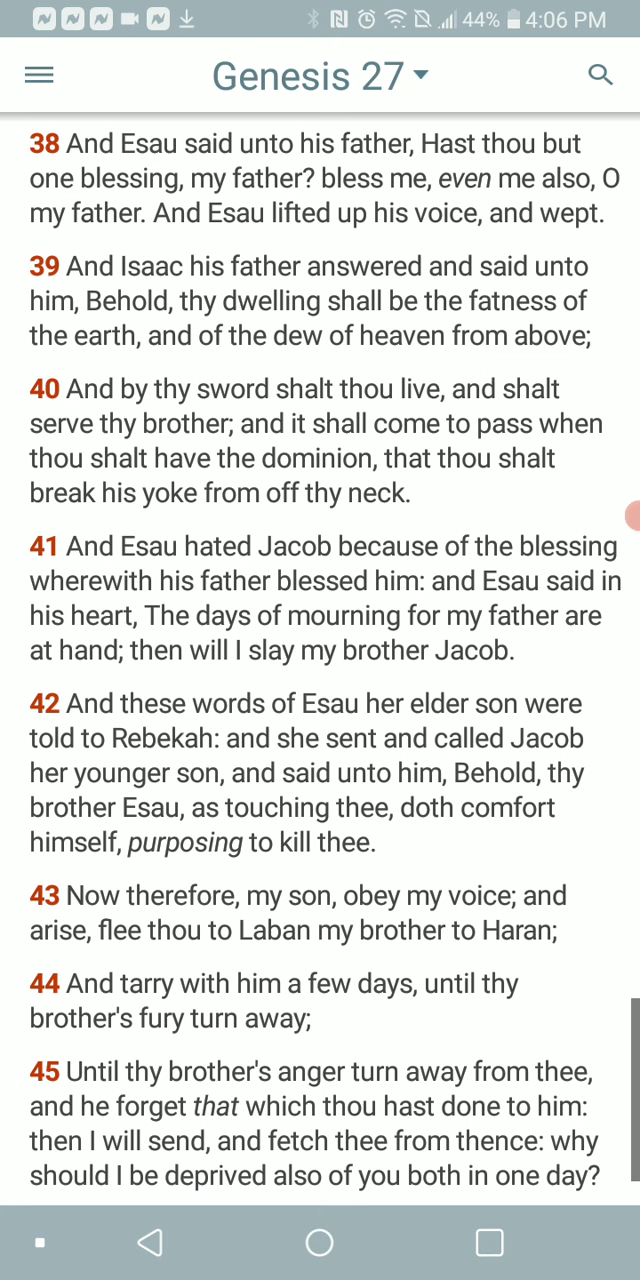 44% 4:06 PM
Genesis 27
38 And Esau said unto his father, Hast thou but
one blessing, my father? bless me, even me also, O
my father. And Esau lifted up his voice, and wept.
39 And Isaac his father answered and said unto
him, Behold, thy dwelling shall be the fatness of
the earth, and of the dew of heaven from above;
40 And by thy sword shalt thou live, and shalt
serve thy brother; and it shall come to pass when
thou shalt have the dominion, that thou shalt
break his yoke from off thy neck.
41 And Esau hated Jacob because of the blessing
wherewith his father blessed him: and Esau said in
his heart, The days of mourning for my father are
at hand; then will I slay my brother Jacob.
42 And these words of Esau her elder son were
told to Rebekah: and she sent and called Jacob
her younger son, and said unto him, Behold, thy
brother Esau, as touching thee, doth comfort
himself, purposing to kill thee.
43 Now therefore, my son, obey my voice; and
arise, flee thou to Laban my brother to Haran;
44 And tarry with him a few days, until thy
brother's fury turn away;
45 Until thy brother's anger turn away from thee,
and he forget that which thou hast done to him:
then I will send, and fetch thee from thence: why
should I be deprived also of you both in one day?